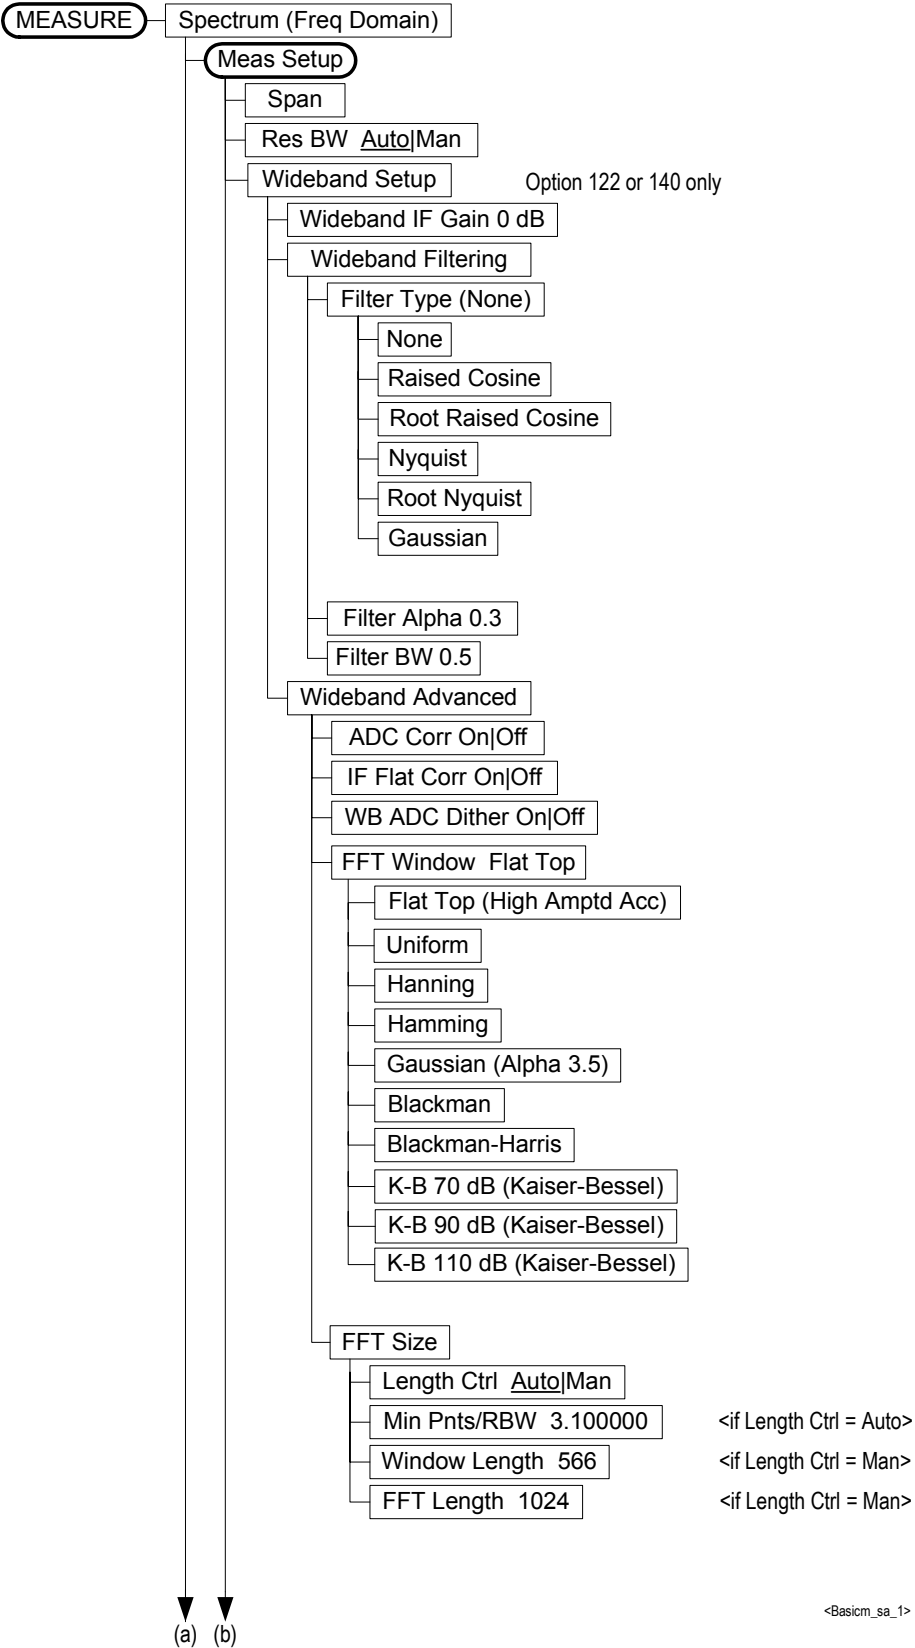 MEASURE Spectrum (Freq Domain)
Meas Setup
Span
Res BW Auto|Man
Wideband Setup Option 122 or 140 only
Wideband IF Gain 0 dB
Wideband Filtering
Filter Type (None)
None
Raised Cosine
Root Raised Cosine
Nyquist
Root Nyquist
Gaussian
Filter Alpha 0.3
Filter BW 0.5
Wideband Advanced
ADC Corr On|Off
IF Flat Corr On|Off
WB ADC Dither On|Off
FFT Window Flat Top
Flat Top (High Amptd Acc)
Uniform
Hanning
Hamming
Gaussian (Alpha 3.5)
Blackman
Blackman-Harris
K-B 70 dB (Kaiser-Bessel)
K-B 90 dB (Kaiser-Bessel)
K-B 110 dB (Kaiser-Bessel)
FFT Size
Length Ctrl Auto|Man
Min Pnts/RBW 3.100000 <if Length Ctrl = Auto>
Window Length 566 <if Length Ctrl = Man>
FFT Length 1024 <if Length Ctrl = Man>
<Basicm_sa_1>
(a) (b)